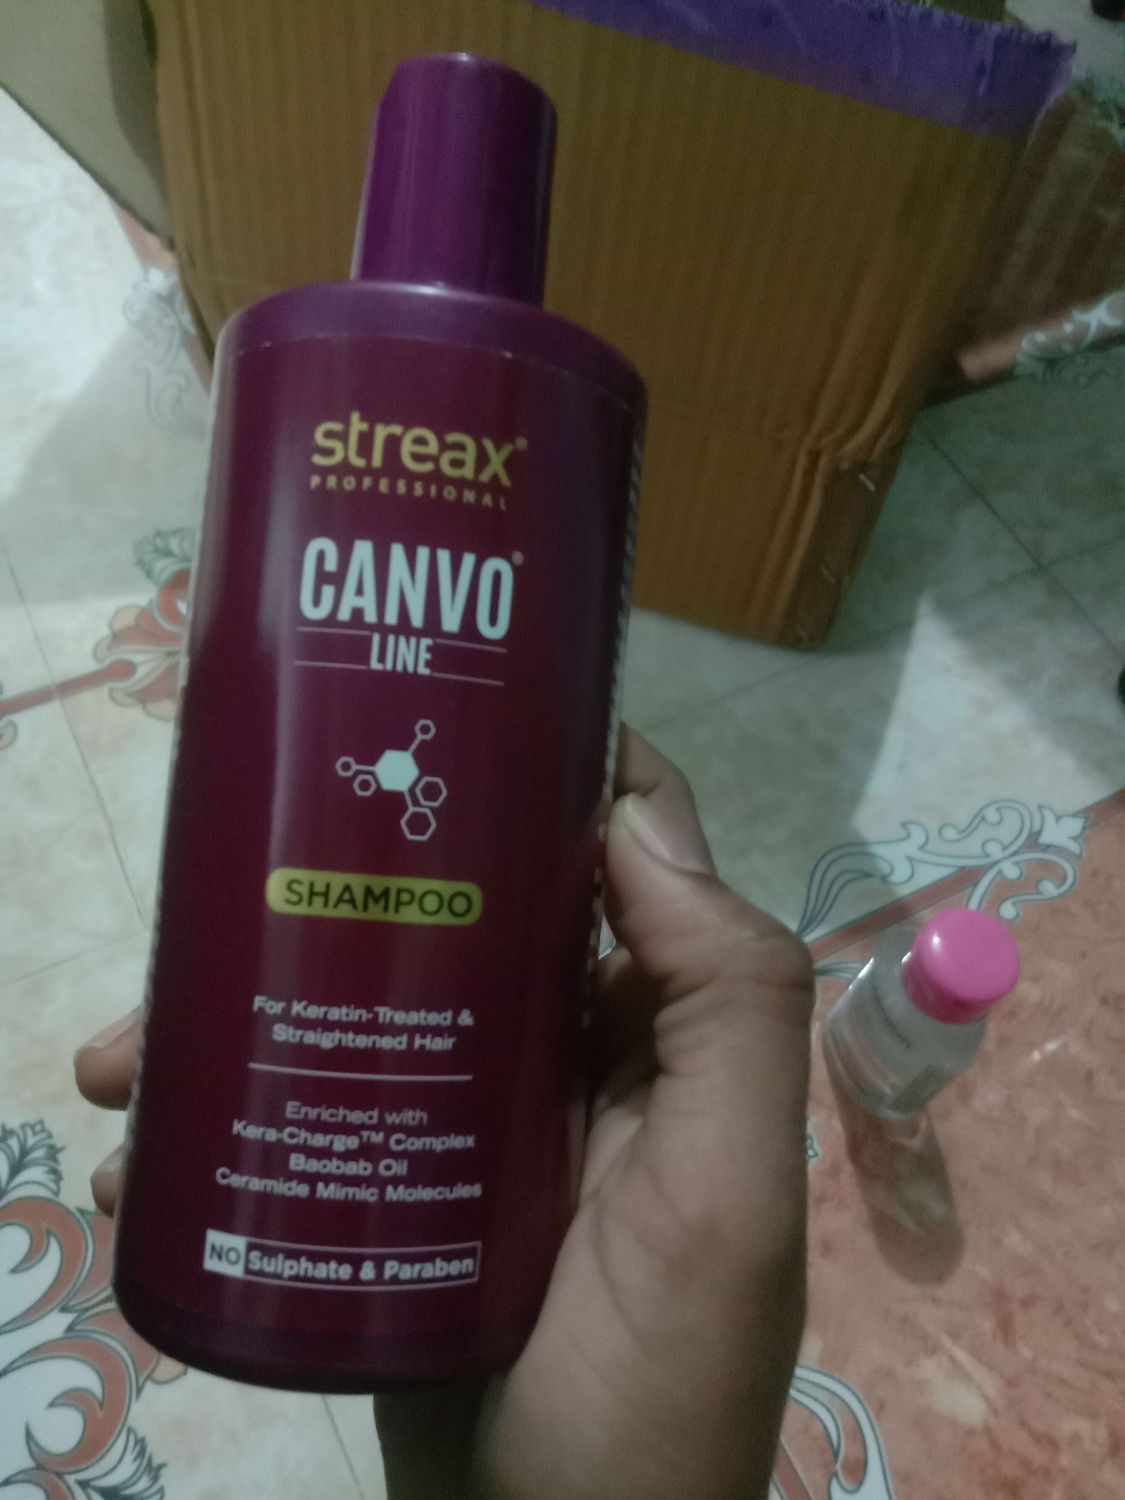 streax®
PROFESSIONAL
CANVO®
LINE
SHAMPOO
For Keratin-Treated &
Straightened Hair
Enriched with
Kera-Charge™ Complex
Baobab Oil
Ceramide Mimic Molecules
NO Sulphate & Paraben